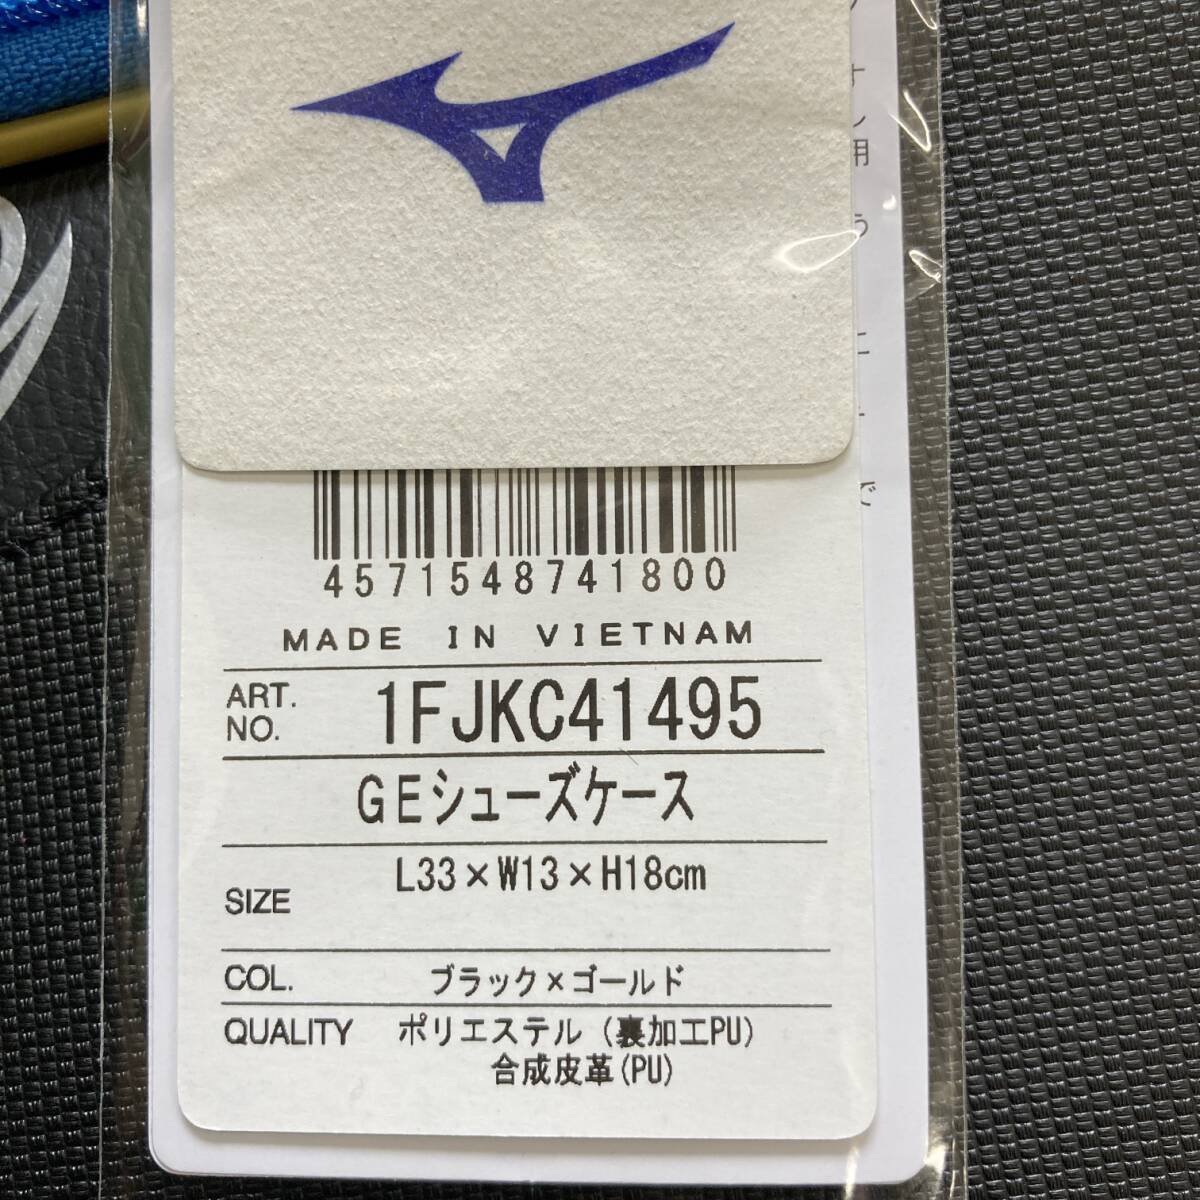 4571548741800
MADE IN VIETNAM
ART. NO. 1FJKC41495
GEシューズケース
SIZE L33×W13×H18cm
COL. ブラック×ゴールド
QUALITY ポリエステル(裏加工PU)
合成皮革(PU)